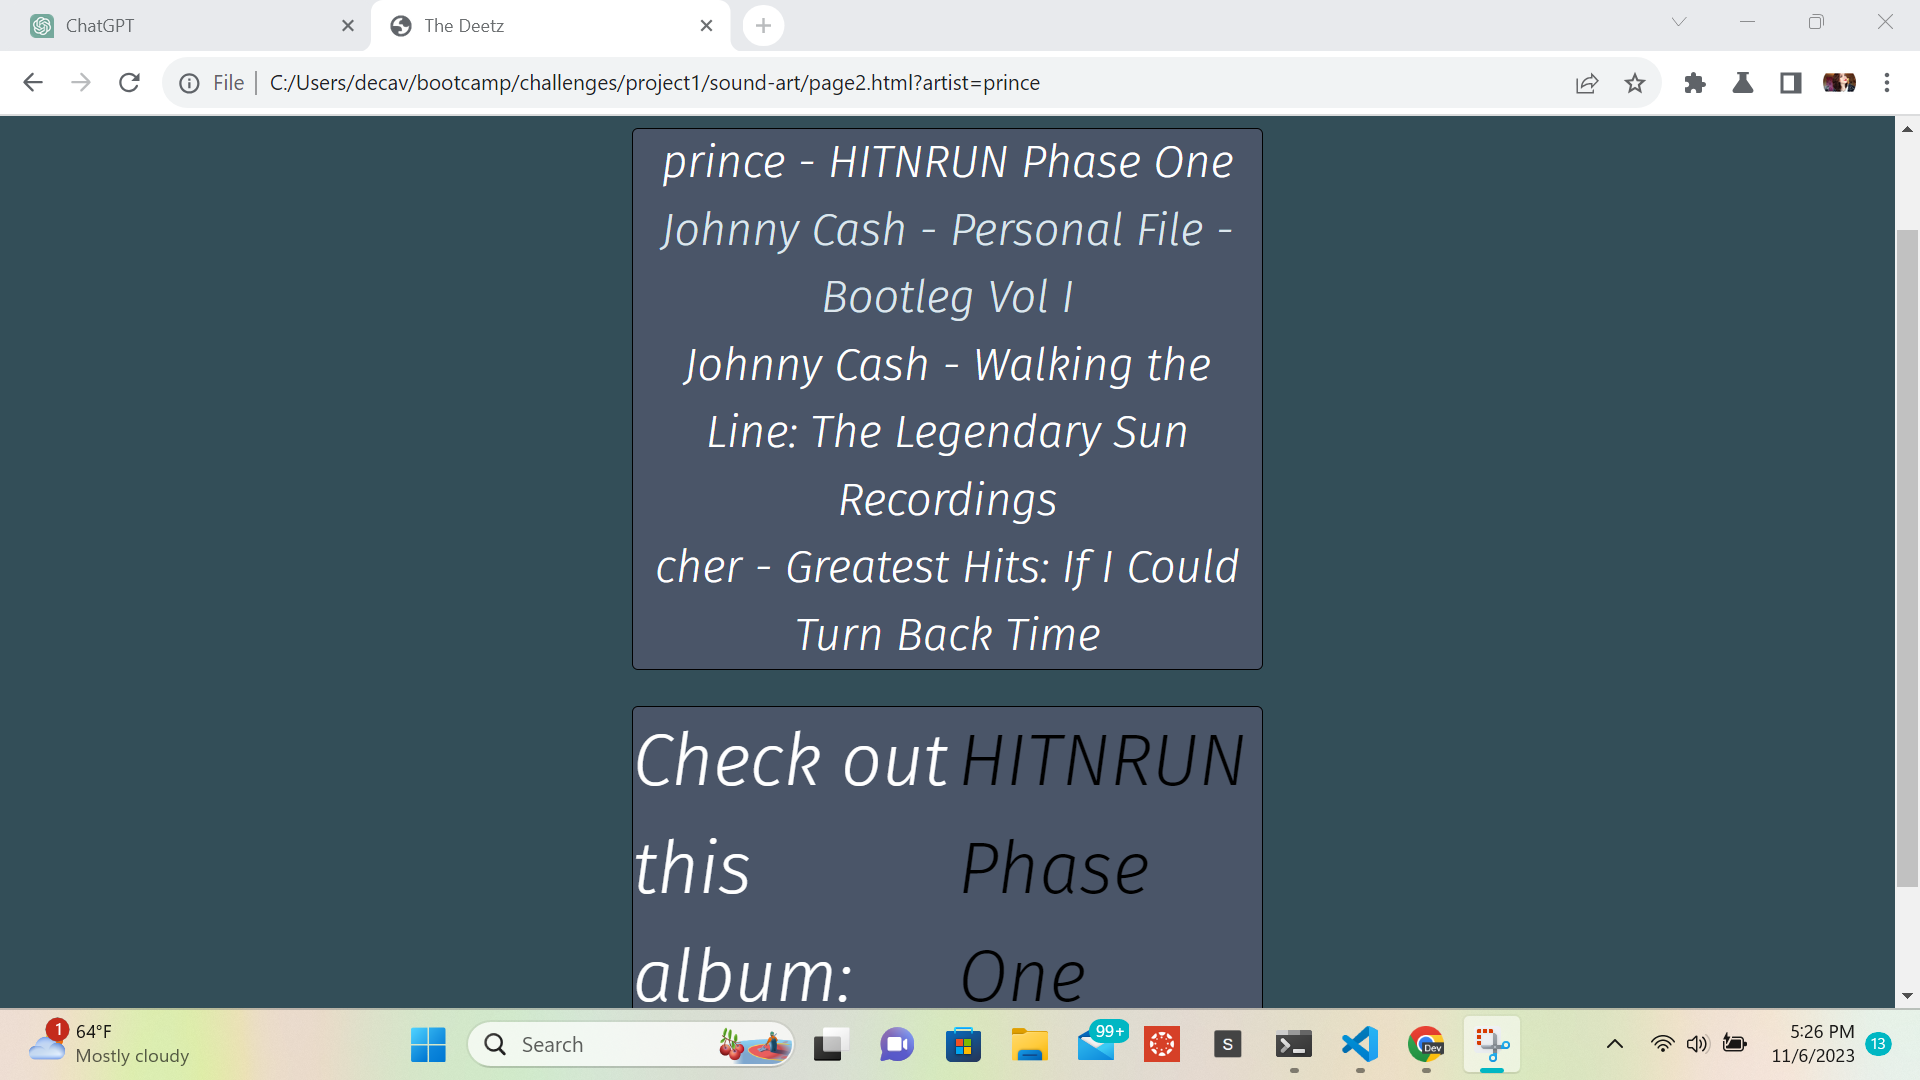 ChatGPT
The Deetz
File
C:/Users/decav/bootcamp/challenges/project1/sound-art/page2.html?artist=prince
prince - HITNRUN Phase One
Johnny Cash - Personal File -
Bootleg Vol I
Johnny Cash - Walking the
Line: The Legendary Sun
Recordings
cher - Greatest Hits: If I Could
Turn Back Time
Check out
this
album:
HITNRUN
Phase
One
1
64°F
Mostly cloudy
Search
99+
S
Dev
5:26 PM
11/6/2023
13